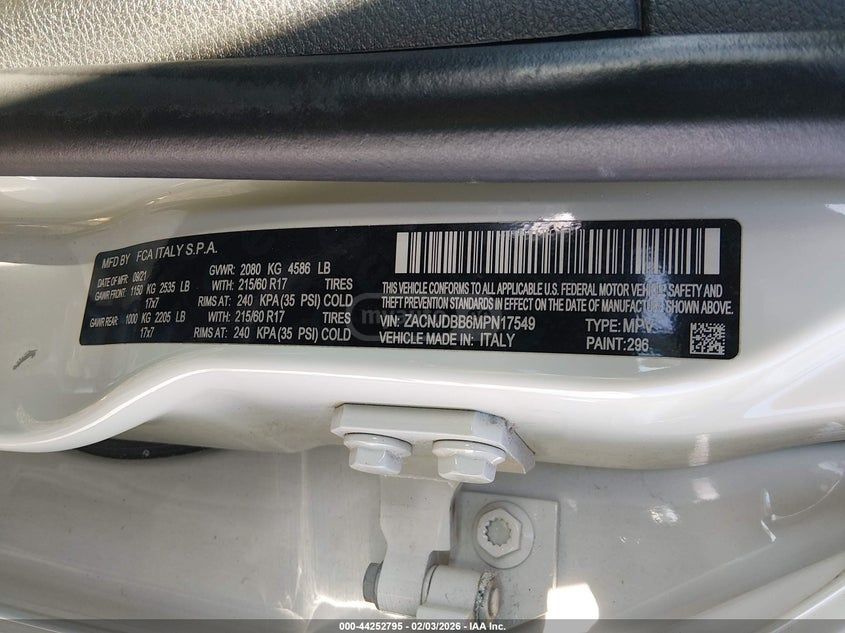 MFD BY FCA ITALY S.P.A.
DATE OF MFR 09/21 GVWR: 2080 KG 4586 LB
GAWR FRONT: 1150 KG 2535 LB WITH: 215/60 R17 TIRES
17x7 RIMS AT: 240 KPA(35 PSI) COLD
GAWR REAR: 1000 KG 2205 LB WITH: 215/60 R17 TIRES
17x7 RIMS AT: 240 KPA(35 PSI) COLD
THIS VEHICLE CONFORMS TO ALL APPLICABLE U.S. FEDERAL MOTOR VEHICLE SAFETY AND
THEFT PREVENTION STANDARDS IN EFFECT ON THE DATE OF MANUFACTURE SHOWN ABOVE.
VIN: ZACNJDBB6MPN17549 TYPE: MPV
VEHICLE MADE IN: ITALY PAINT:296
myauto
000-44252795 - 02/03/2026 - IAA Inc.